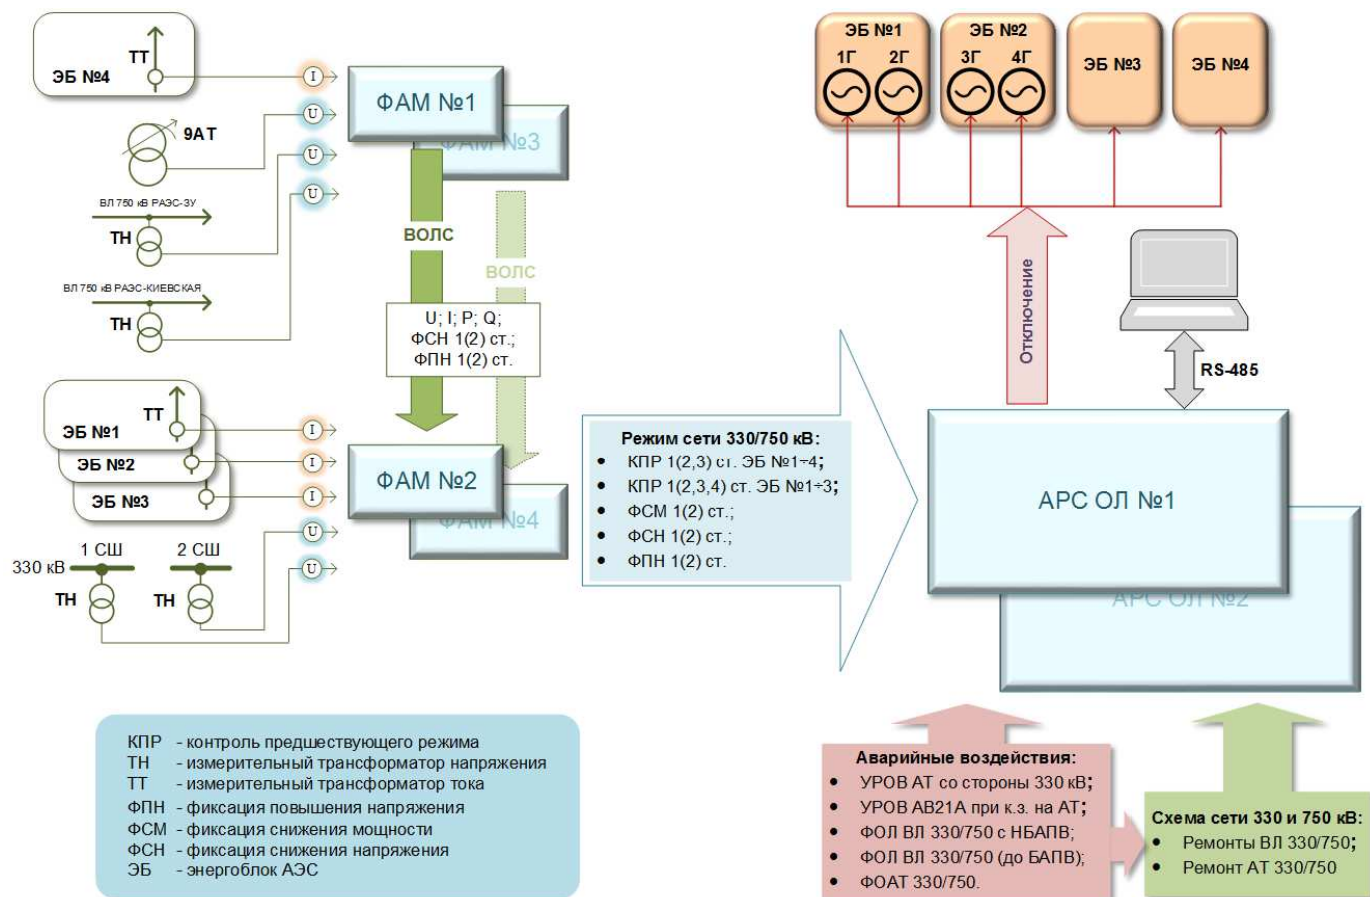 ТТ
ЭБ №4
I
ФАМ №1
U
9АТ
U
ФАМ №3
ВЛ 750 кВ РАЭС-ЗУ
U
ТН
ВОЛС
ВОЛС
ВЛ 750 кВ РАЭС-КИЕВСКАЯ
ТН
U; I; P; Q;
ФСН 1(2) ст.;
ФПН 1(2) ст.
ТТ
ЭБ №1
I
ЭБ №2
I
ЭБ №3
I
ФАМ №2
U
ФАМ №4
1 СШ
2 СШ
330 кВ
U
ТН
ТН
Режим сети 330/750 кВ:
• КПР 1(2,3) ст. ЭБ №1÷4;
• КПР 1(2,3,4) ст. ЭБ №1÷3;
• ФСМ 1(2) ст.;
• ФСН 1(2) ст.;
• ФПН 1(2) ст.
ЭБ №1
1Г
2Г
ЭБ №2
3Г
4Г
ЭБ №3
ЭБ №4
Отключение
RS-485
АРС ОЛ №1
АРС ОЛ №2
Аварийные воздействия:
• УРОВ АТ со стороны 330 кВ;
• УРОВ АВ21А при к.з. на АТ;
• ФОЛ ВЛ 330/750 с НБАПВ;
• ФОЛ ВЛ 330/750 (до БАПВ);
• ФОАТ 330/750.
Схема сети 330 и 750 кВ:
• Ремонты ВЛ 330/750;
• Ремонт АТ 330/750
КПР - контроль предшествующего режима
ТН - измерительный трансформатор напряжения
ТТ - измерительный трансформатор тока
ФПН - фиксация повышения напряжения
ФСМ - фиксация снижения мощности
ФСН - фиксация снижения напряжения
ЭБ - энергоблок АЭС